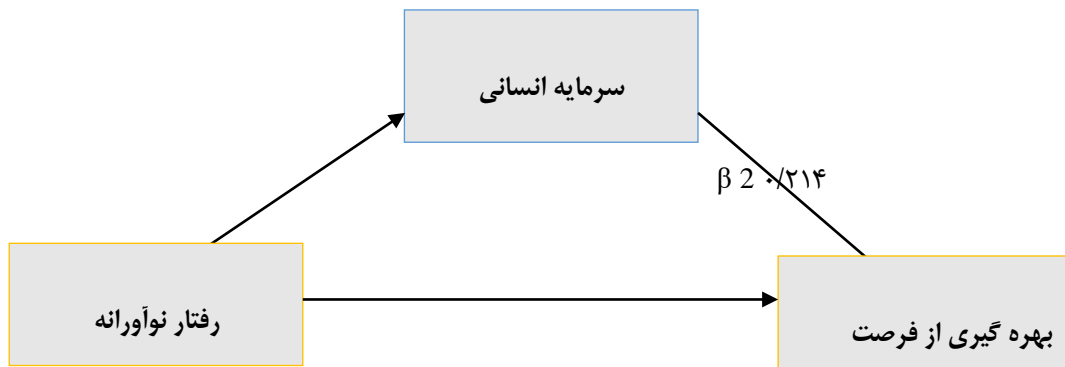 سرمایه انسانی
β 2 ۰/۲۱۴
رفتار نوآورانه
بهره گیری از فرصت